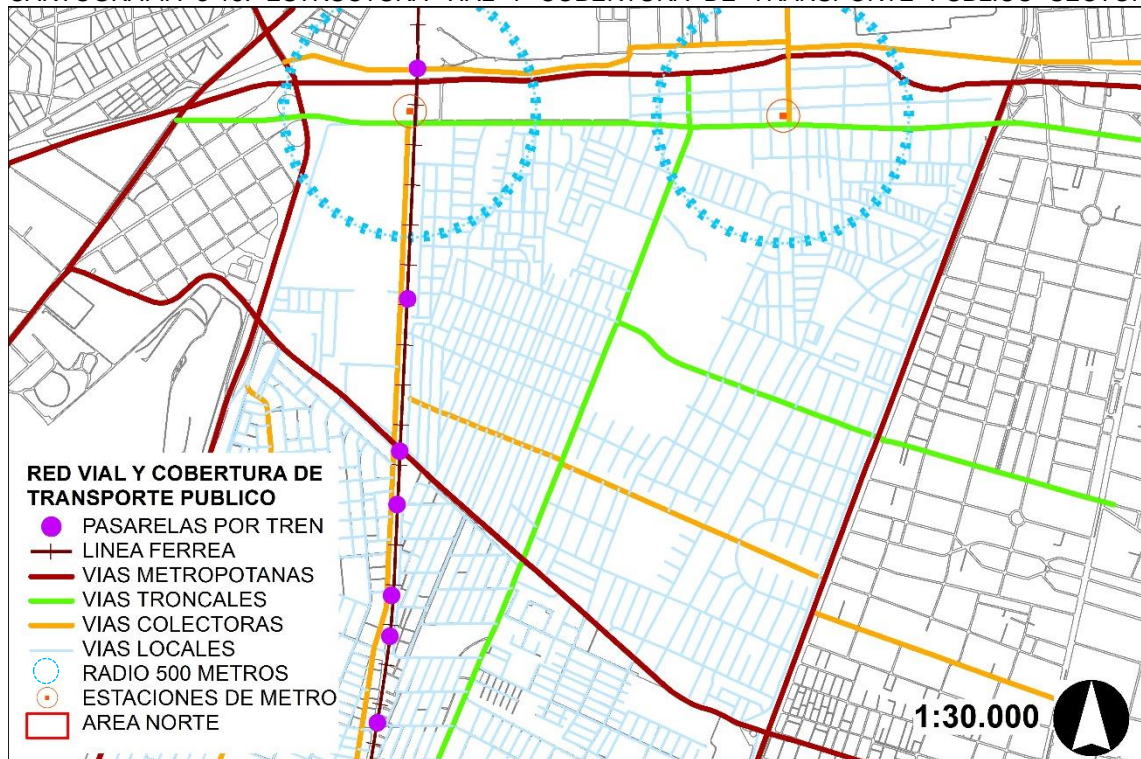 RED VIAL Y COBERTURA DE
TRANSPORTE PUBLICO
PASARELAS POR TREN
LINEA FERREA
VIAS METROPOTANAS
VIAS TRONCALES
VIAS COLECTORAS
VIAS LOCALES
RADIO 500 METROS
ESTACIONES DE METRO
AREA NORTE
1:30.000